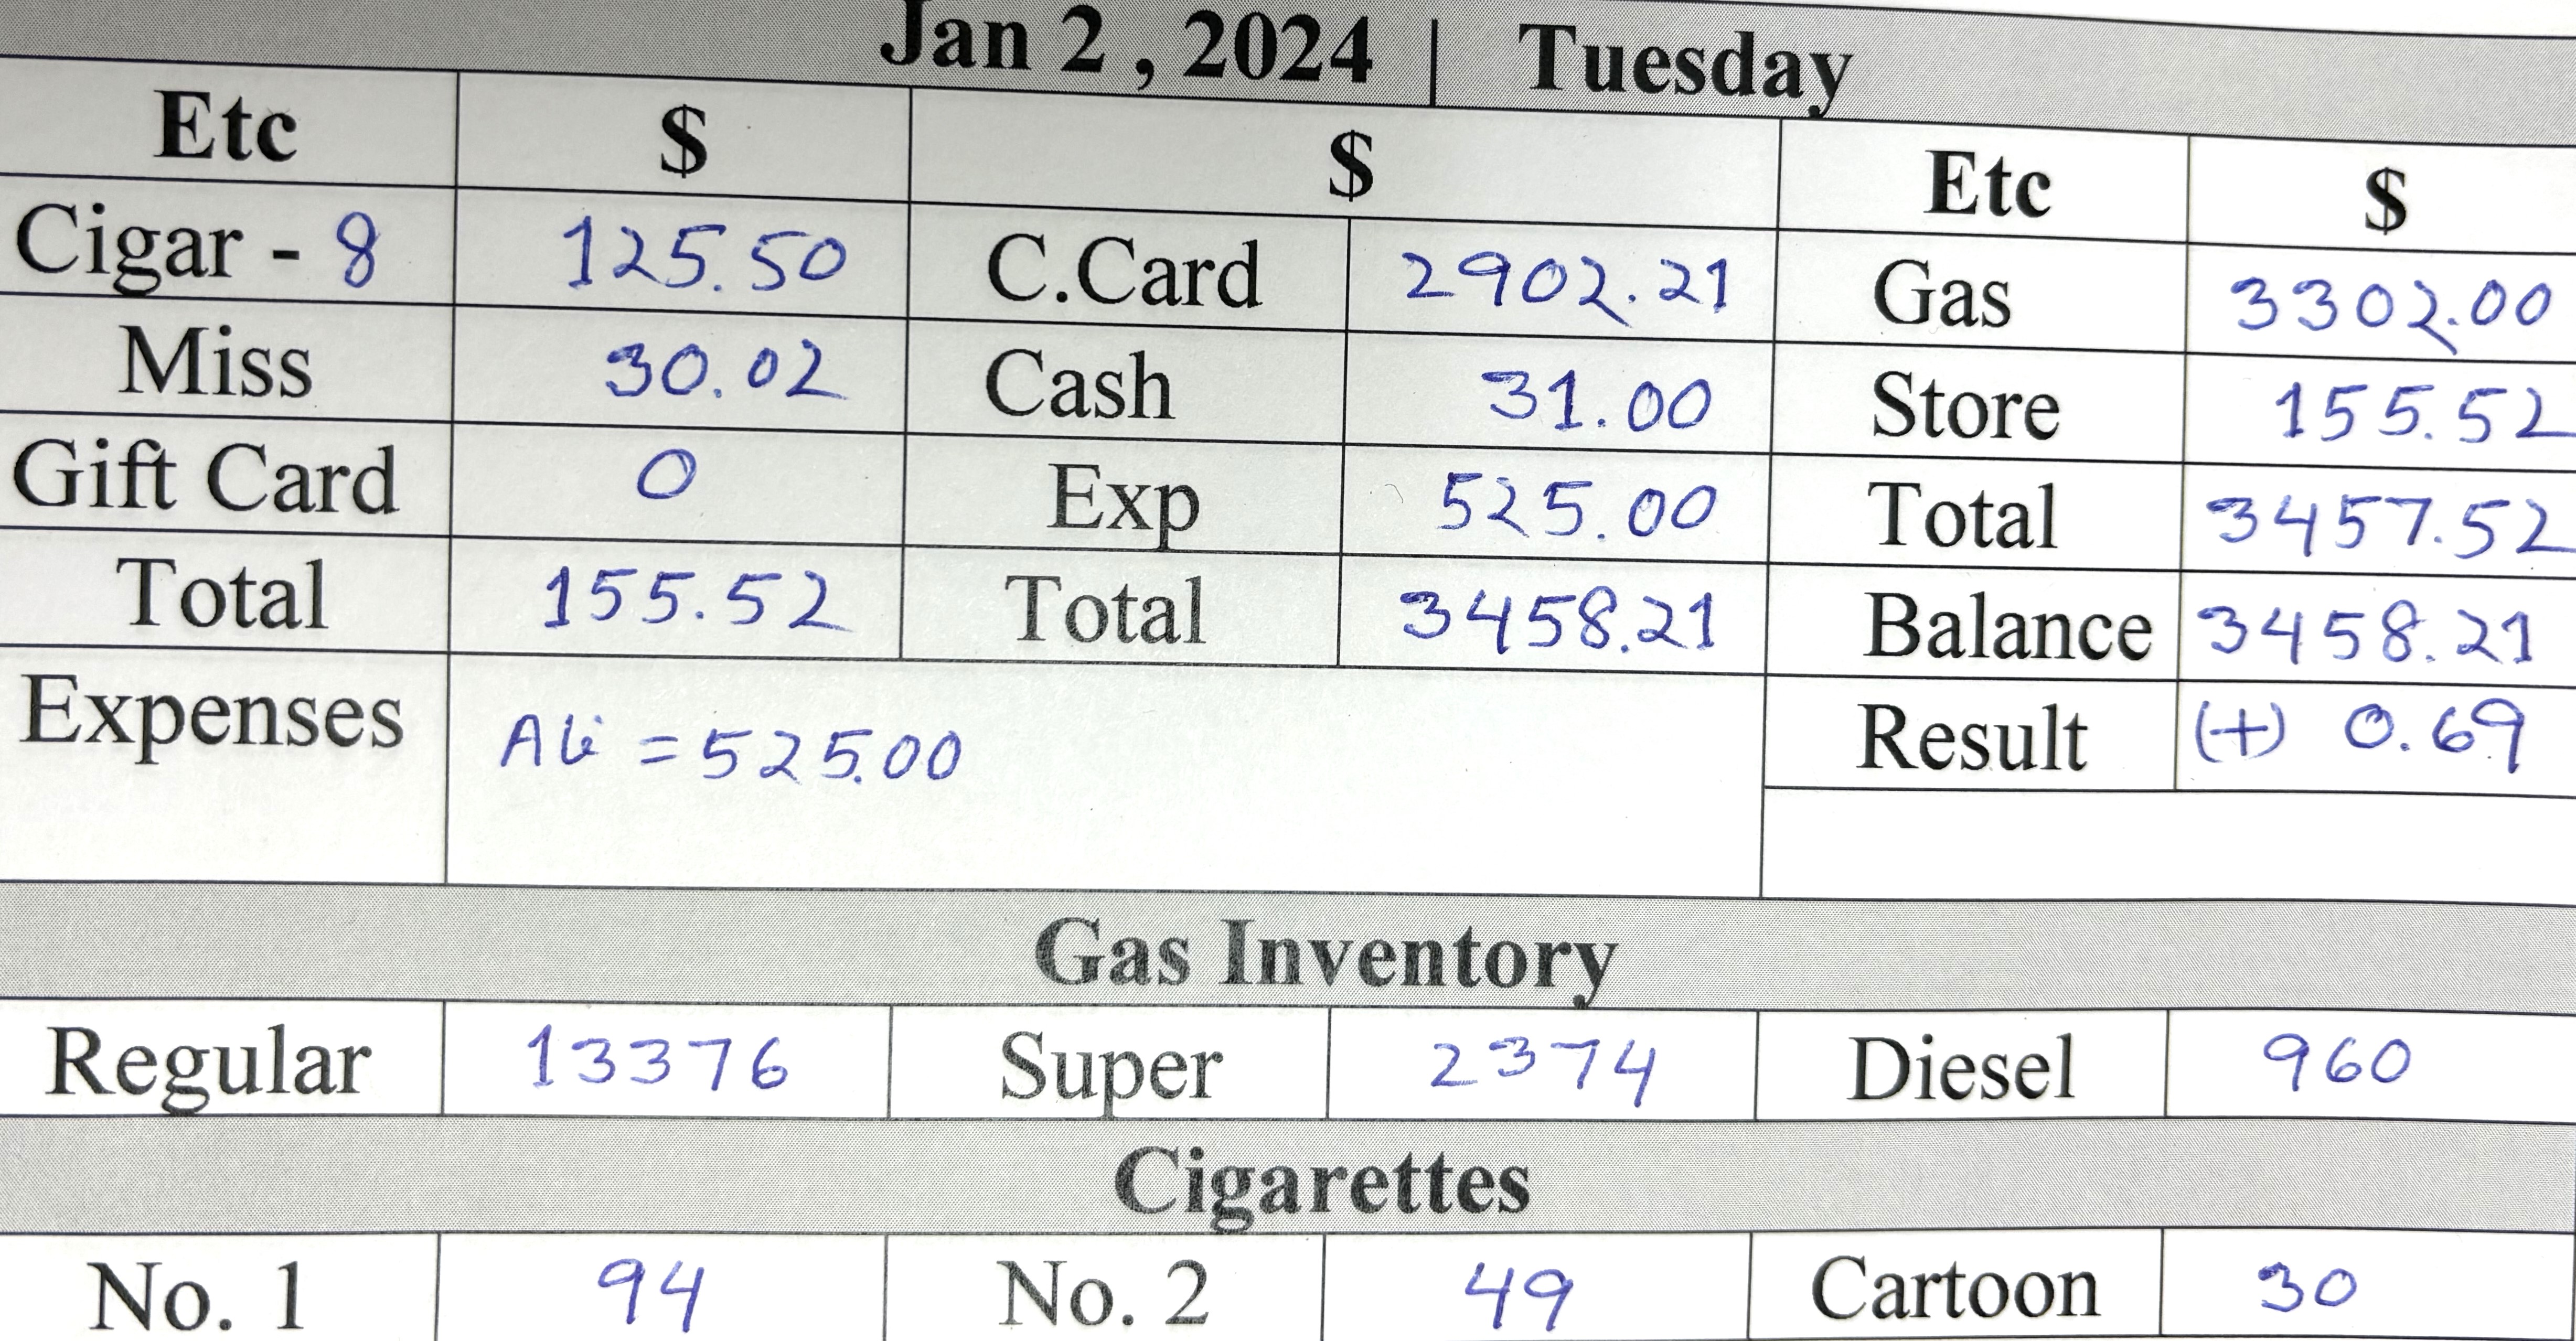 Jan 2 , 2024 | Tuesday
Etc $ $ Etc $
Cigar - 8 125.50 C.Card 2902.21 Gas 3302.00
Miss 30.02 Cash 31.00 Store 155.52
Gift Card 0 Exp 525.00 Total 3457.52
Total 155.52 Total 3458.21 Balance 3458.21
Expenses Ali = 525.00 Result (+) 0.69
Gas Inventory
Regular 13376 Super 2374 Diesel 960
Cigarettes
No. 1 94 No. 2 49 Cartoon 30